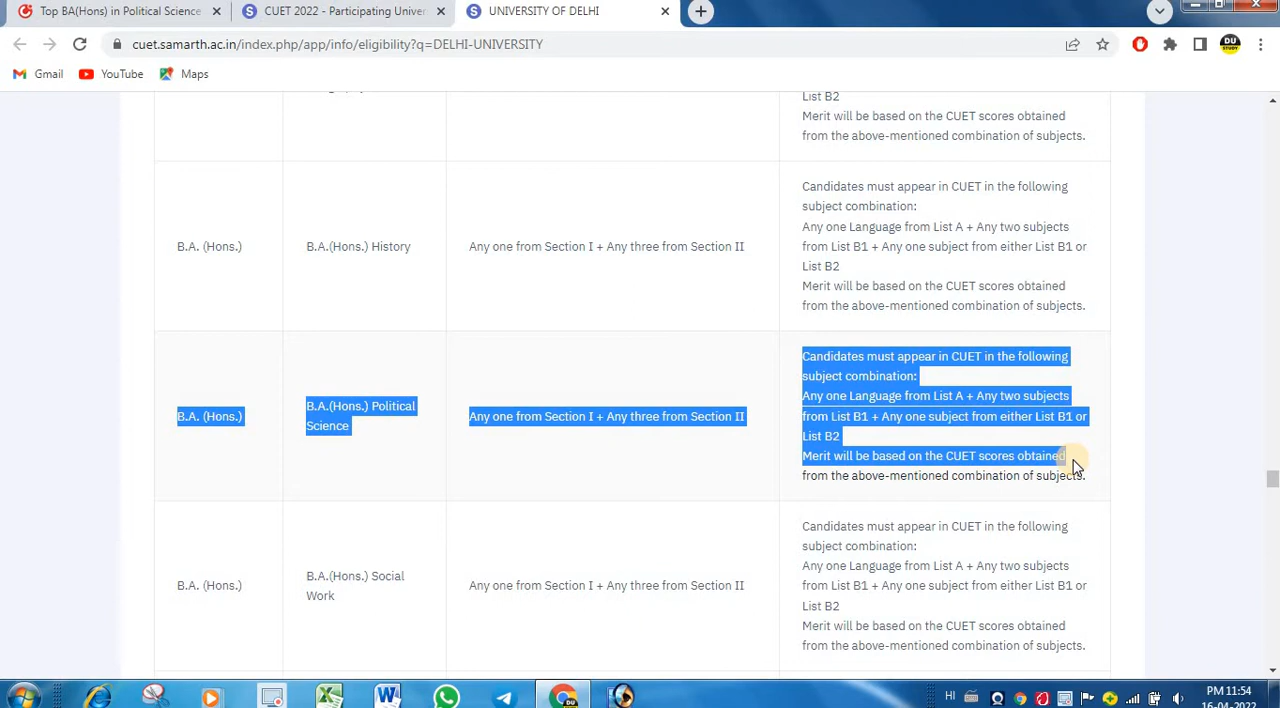 Top BA(Hons) in Political Science
CUET 2022 - Participating Univer
UNIVERSITY OF DELHI
cuet.samarth.ac.in/index.php/app/info/eligibility?q=DELHI-UNIVERSITY
Gmail
YouTube
Maps
List B2
Merit will be based on the CUET scores obtained
from the above-mentioned combination of subjects.
B.A. (Hons.)
B.A.(Hons.) History
Any one from Section I + Any three from Section II
Candidates must appear in CUET in the following
subject combination:
Any one Language from List A + Any two subjects
from List B1 + Any one subject from either List B1 or
List B2
Merit will be based on the CUET scores obtained
from the above-mentioned combination of subjects.
B.A. (Hons.)
B.A.(Hons.) Political
Science
Any one from Section I + Any three from Section II
Candidates must appear in CUET in the following
subject combination:
Any one Language from List A + Any two subjects
from List B1 + Any one subject from either List B1 or
List B2
Merit will be based on the CUET scores obtained
from the above-mentioned combination of subjects.
B.A. (Hons.)
B.A.(Hons.) Social
Work
Any one from Section I + Any three from Section II
Candidates must appear in CUET in the following
subject combination:
Any one Language from List A + Any two subjects
from List B1 + Any one subject from either List B1 or
List B2
Merit will be based on the CUET scores obtained
from the above-mentioned combination of subjects.
HI
PM 11:54
16-04-2022